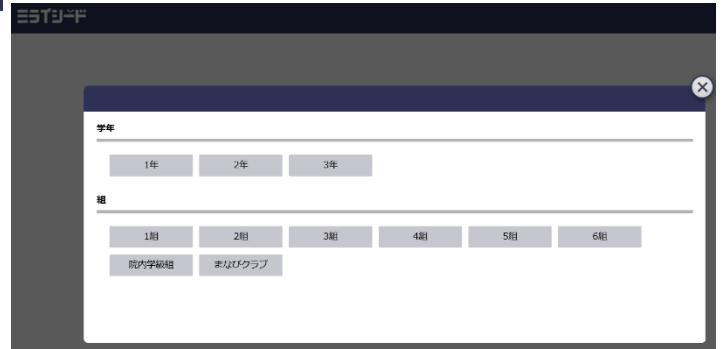 ミライシード
学年
1年 2年 3年
組
1組 2組 3組 4組 5組 6組
院内学級組 まなびクラブ